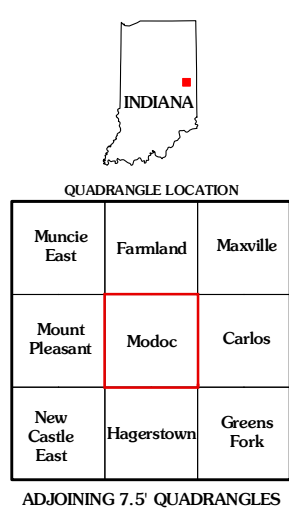 INDIANA
QUADRANGLE LOCATION
Muncie
East
Farmland
Maxville
Mount
Pleasant
Modoc
Carlos
New
Castle
East
Hagerstown
Greens
Fork
ADJOINING 7.5' QUADRANGLES